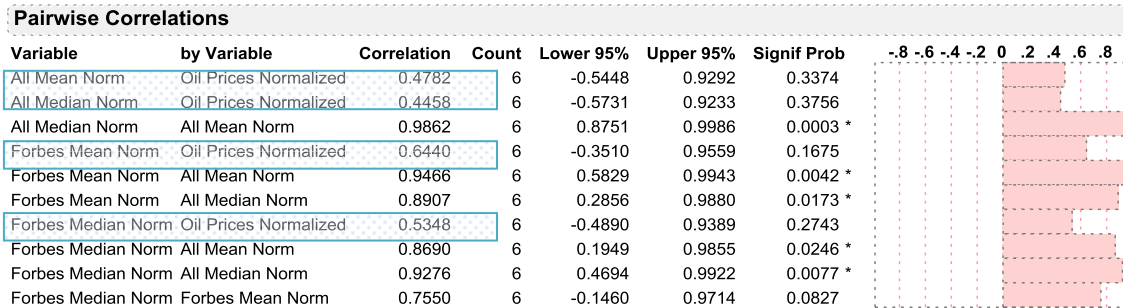 Pairwise Correlations
Variable by Variable Correlation Count Lower 95% Upper 95% Signif Prob -.8 -.6 -.4 -.2 0 .2 .4 .6 .8
All Mean Norm Oil Prices Normalized 0.4782 6 -0.5448 0.9292 0.3374
All Median Norm Oil Prices Normalized 0.4458 6 -0.5731 0.9233 0.3756
All Median Norm All Mean Norm 0.9862 6 0.8751 0.9986 0.0003 *
Forbes Mean Norm Oil Prices Normalized 0.6440 6 -0.3510 0.9559 0.1675
Forbes Mean Norm All Mean Norm 0.9466 6 0.5829 0.9943 0.0042 *
Forbes Mean Norm All Median Norm 0.8907 6 0.2856 0.9880 0.0173 *
Forbes Median Norm Oil Prices Normalized 0.5348 6 -0.4890 0.9389 0.2743
Forbes Median Norm All Mean Norm 0.8690 6 0.1949 0.9855 0.0246 *
Forbes Median Norm All Median Norm 0.9276 6 0.4694 0.9922 0.0077 *
Forbes Median Norm Forbes Mean Norm 0.7550 6 -0.1460 0.9714 0.0827